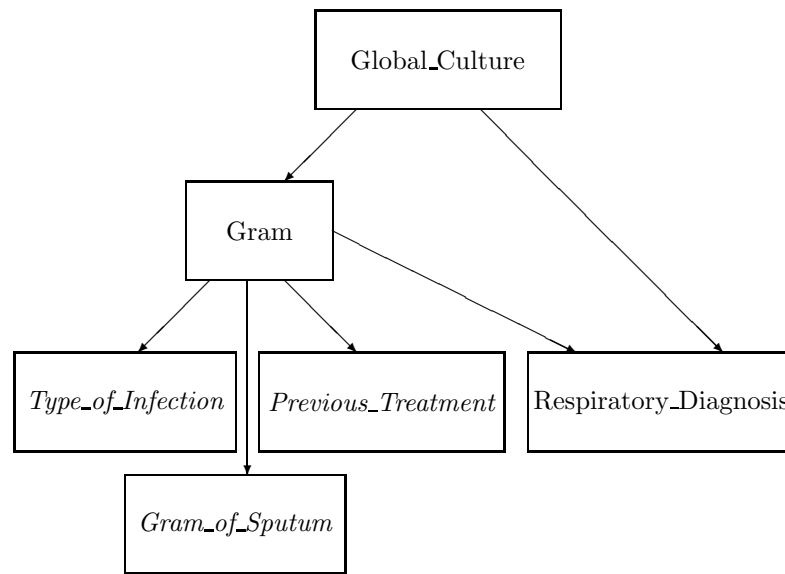 Global_Culture
Gram
Type_of_Infection
Previous_Treatment
Respiratory_Diagnosis
Gram_of_Sputum